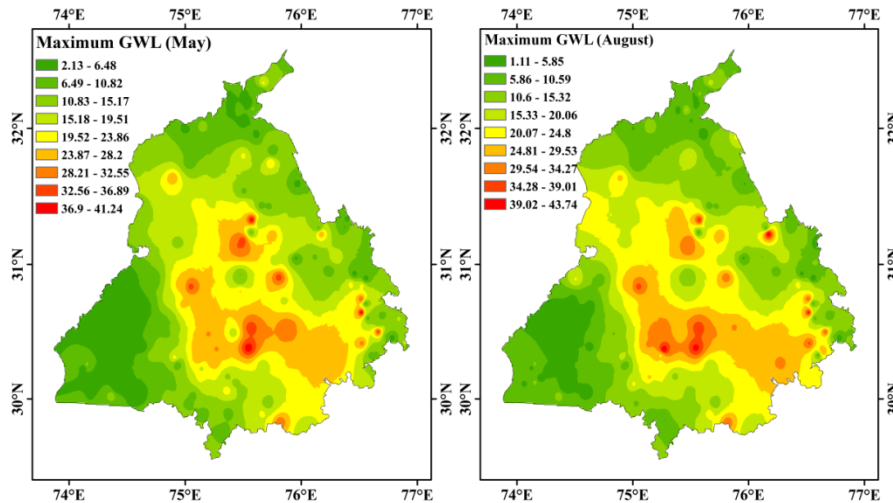 74°E 75°E 76°E 77°E
Maximum GWL (May)
2.13 - 6.48
6.49 - 10.82
10.83 - 15.17
15.18 - 19.51
19.52 - 23.86
23.87 - 28.2
28.21 - 32.55
32.56 - 36.89
36.9 - 41.24
32°N
31°N
30°N
74°E 75°E 76°E 77°E
74°E 75°E 76°E 77°E
Maximum GWL (August)
1.11 - 5.85
5.86 - 10.59
10.6 - 15.32
15.33 - 20.06
20.07 - 24.8
24.81 - 29.53
29.54 - 34.27
34.28 - 39.01
39.02 - 43.74
32°N 32°N
31°N 31°N
30°N 30°N
74°E 75°E 76°E 77°E